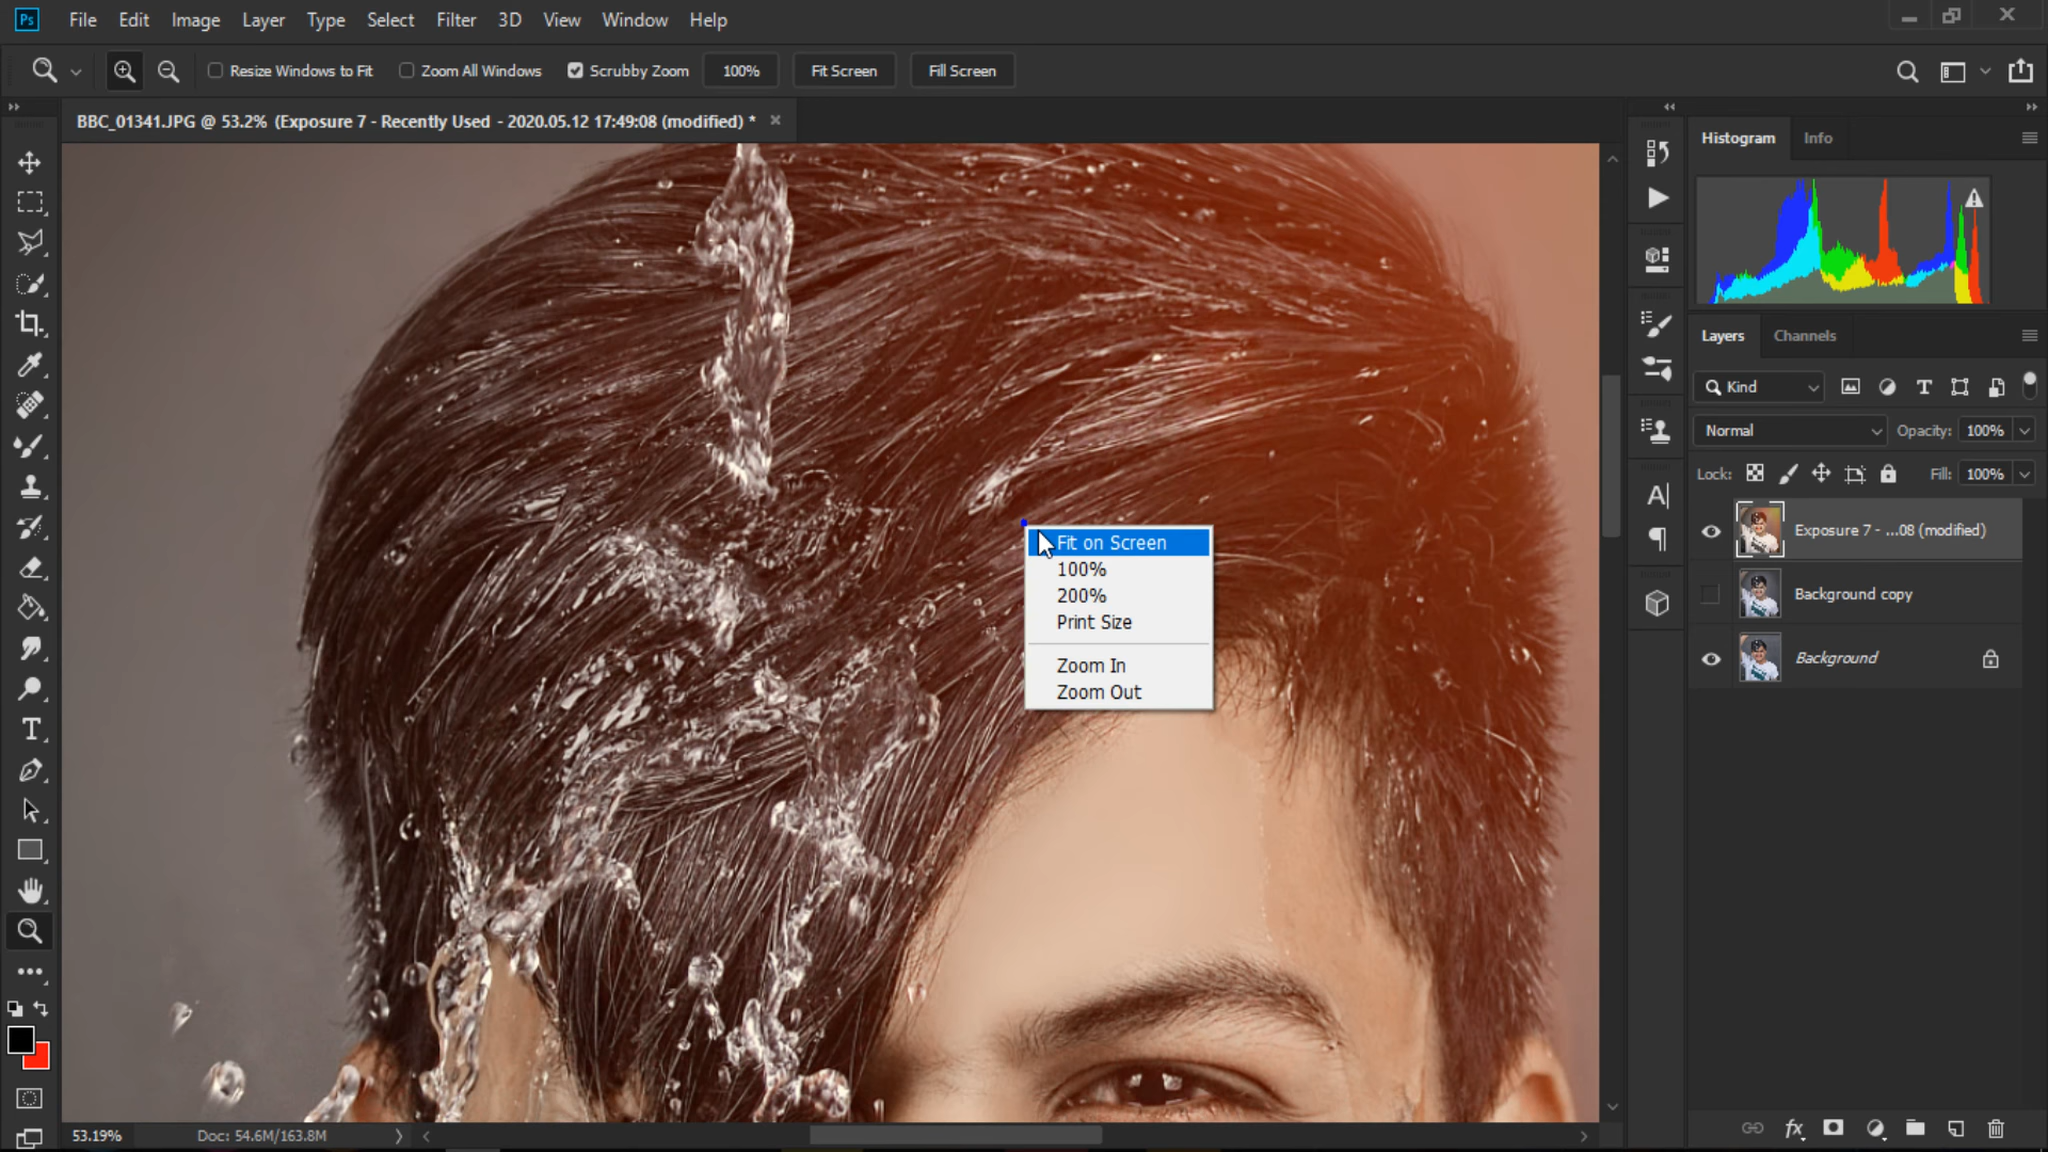 Ps File Edit Image Layer Type Select Filter 3D View Window Help
Resize Windows to Fit Zoom All Windows Scrubby Zoom 100% Fit Screen Fill Screen
BBC_01341.JPG @ 53.2% (Exposure 7 - Recently Used - 2020.05.12 17:49:08 (modified) * ×
Histogram Info
Layers Channels
Kind
Normal Opacity: 100%
Lock: Fill: 100%
Exposure 7 - ...08 (modified)
Background copy
Background
Fit on Screen
100%
200%
Print Size
Zoom In
Zoom Out
53.19% Doc: 54.6M/163.8M